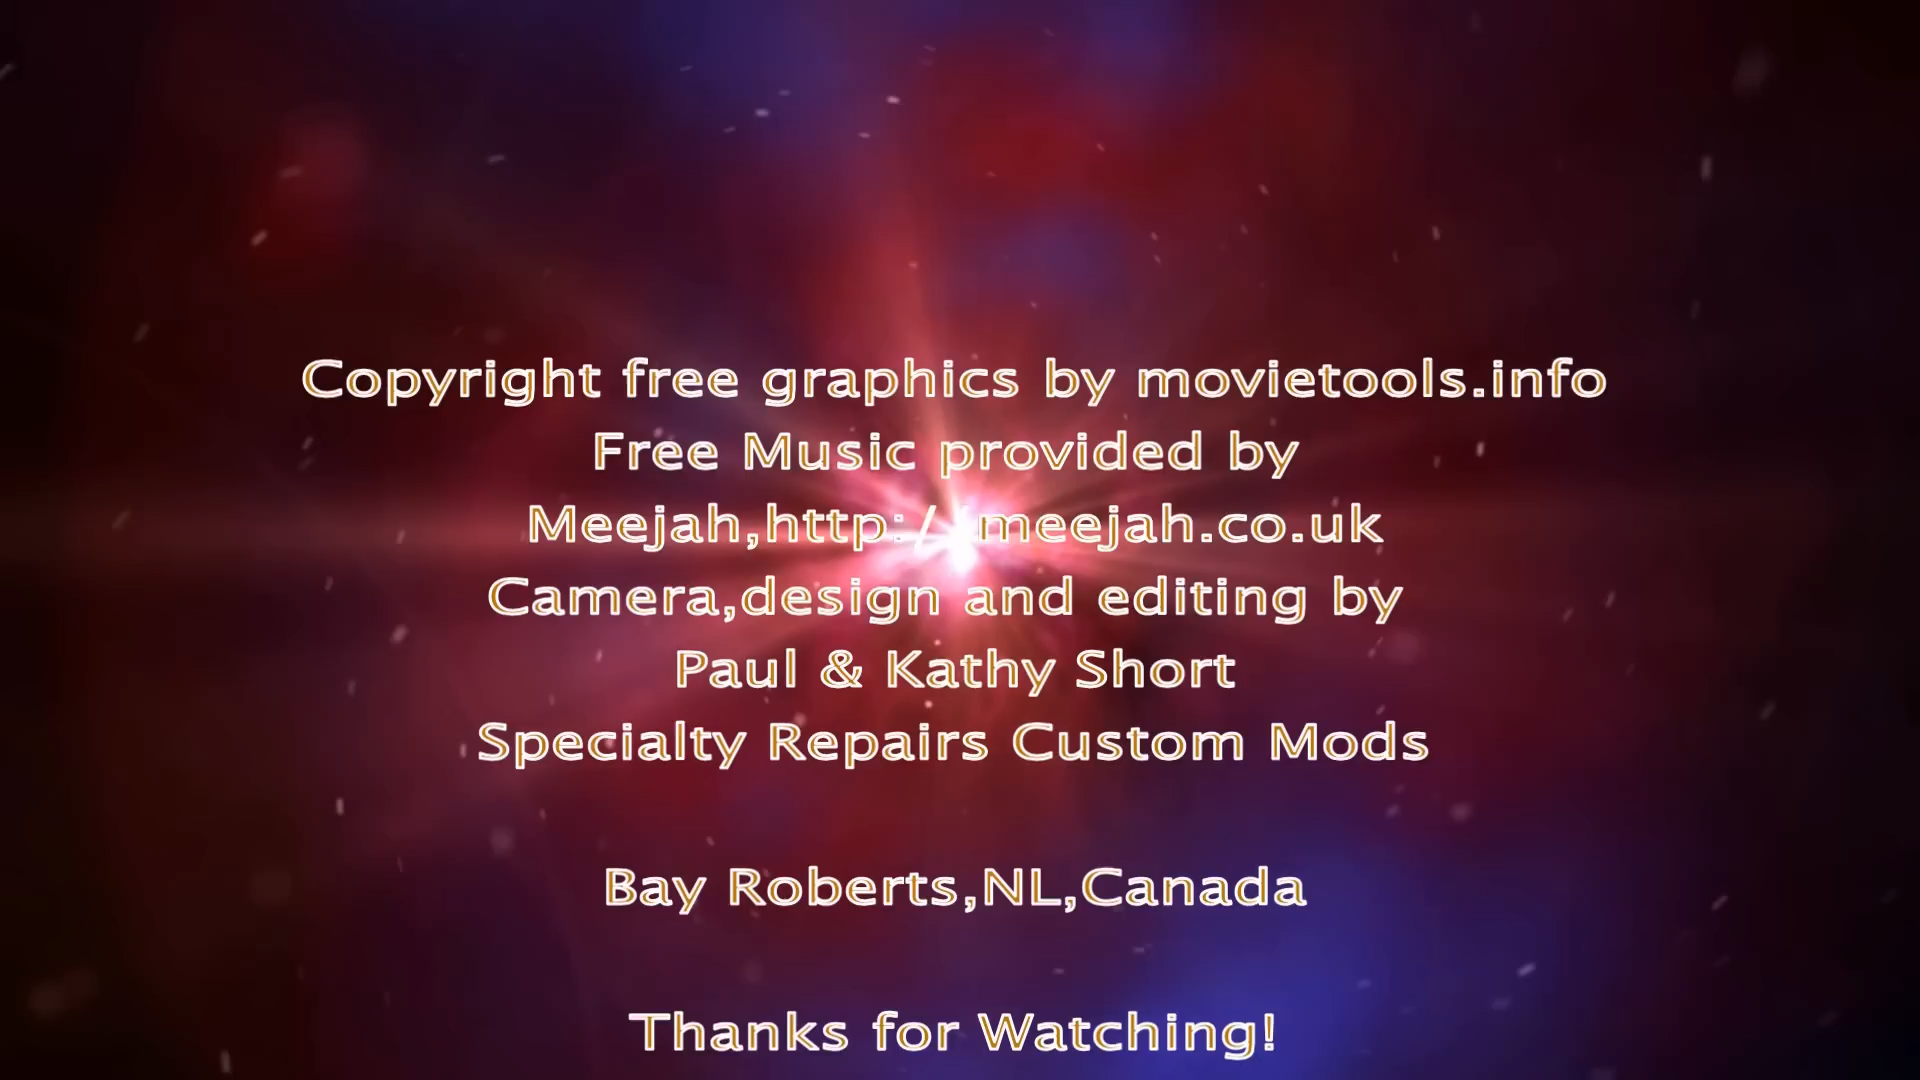 Copyright free graphics by movietools.info
Free Music provided by
Meejah,http://meejah.co.uk
Camera,design and editing by
Paul & Kathy Short
Specialty Repairs Custom Mods
Bay Roberts,NL,Canada
Thanks for Watching!